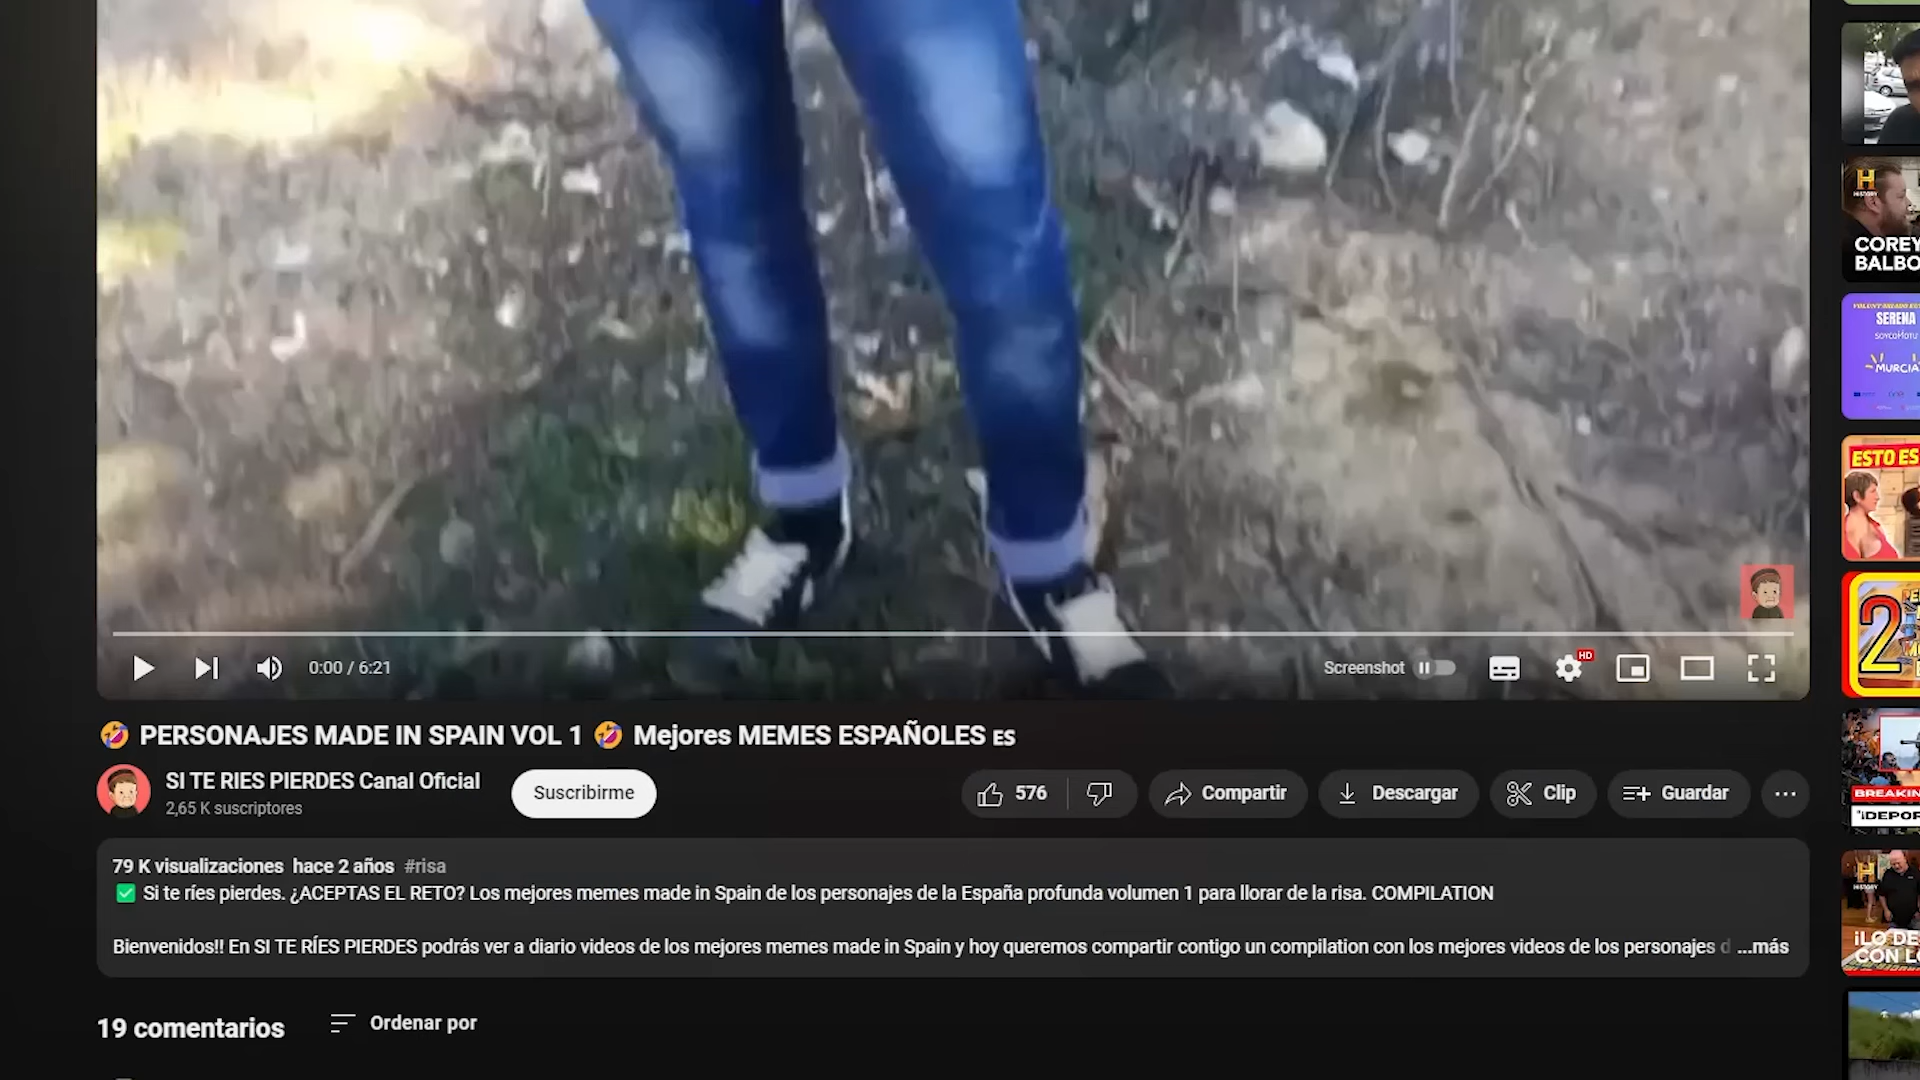 HISTORY
COREY
BALBO
SERENA
MURCIA
ESTO ES
2
BREAKIN
¡DEPOR
HISTORY
¡LO DE
CON L
0:00 / 6:21
Screenshot
HD
🤣 PERSONAJES MADE IN SPAIN VOL 1 🤣 Mejores MEMES ESPAÑOLES ES
SI TE RIES PIERDES Canal Oficial
2,65 K suscriptores
Suscribirme
576
Compartir
Descargar
Clip
Guardar
79 K visualizaciones hace 2 años #risa
✅ Si te ríes pierdes. ¿ACEPTAS EL RETO? Los mejores memes made in Spain de los personajes de la España profunda volumen 1 para llorar de la risa. COMPILATION
Bienvenidos!! En SI TE RÍES PIERDES podrás ver a diario videos de los mejores memes made in Spain y hoy queremos compartir contigo un compilation con los mejores videos de los personajes d ...más
19 comentarios
Ordenar por